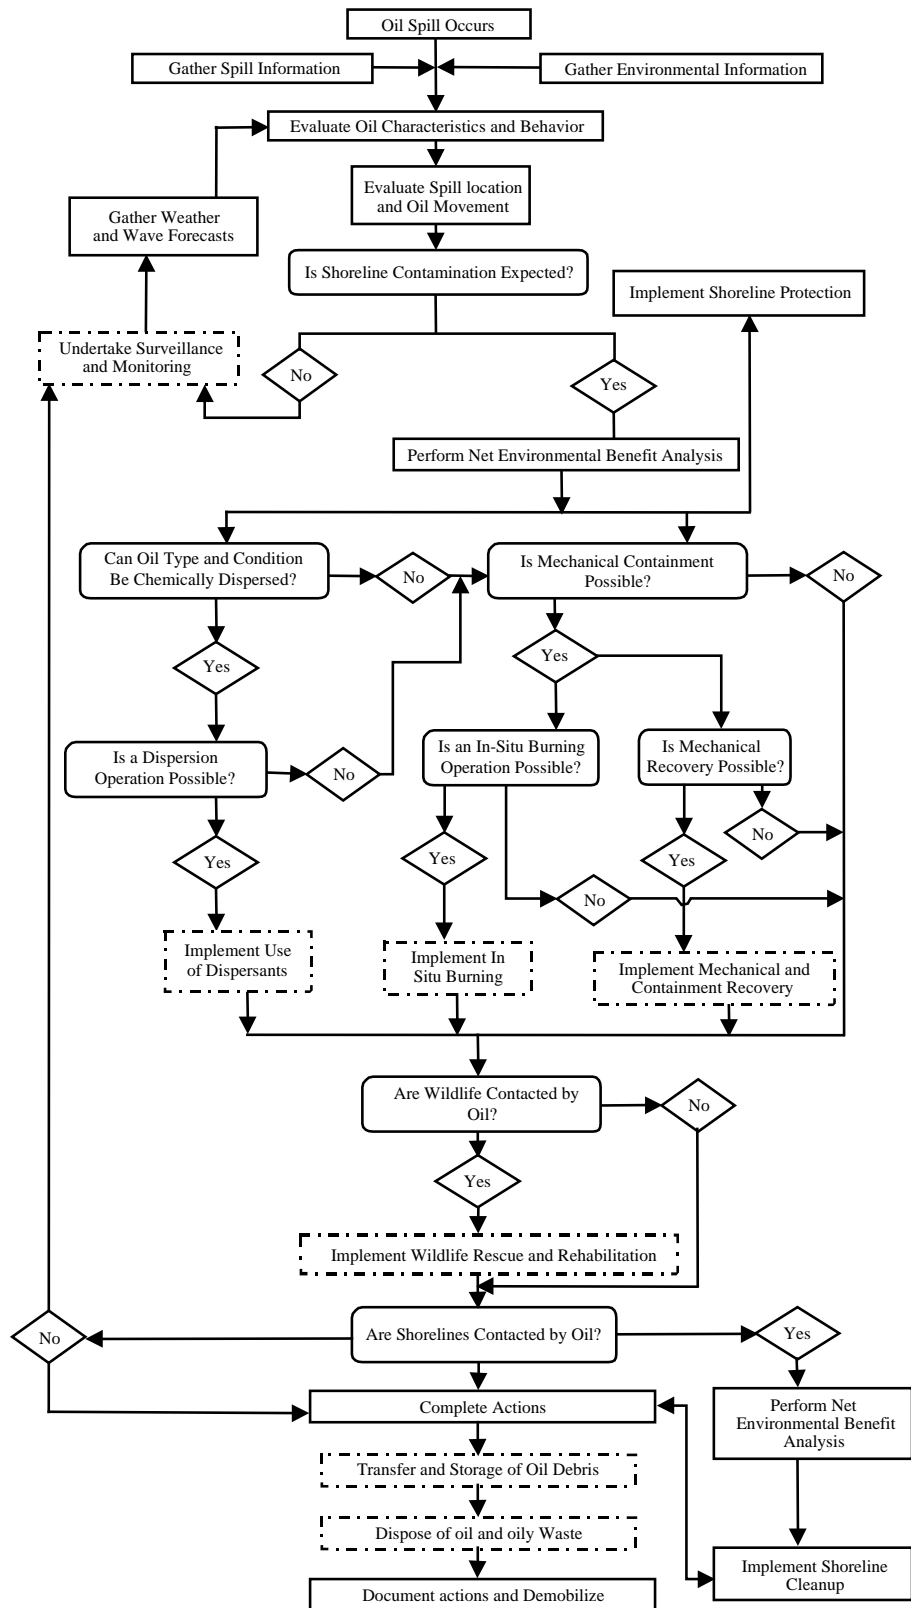 Oil Spill Occurs
Gather Spill Information
Gather Environmental Information
Evaluate Oil Characteristics and Behavior
Evaluate Spill location
and Oil Movement
Gather Weather
and Wave Forecasts
Is Shoreline Contamination Expected?
Implement Shoreline Protection
Undertake Surveillance
and Monitoring
No
Yes
Perform Net Environmental Benefit Analysis
Can Oil Type and Condition
Be Chemically Dispersed?
No
Is Mechanical Containment
Possible?
No
Yes
Yes
Is a Dispersion
Operation Possible?
No
Is an In-Situ Burning
Operation Possible?
Is Mechanical
Recovery Possible?
No
Yes
Yes
Yes
No
Implement Use
of Dispersants
Implement In
Situ Burning
Implement Mechanical and
Containment Recovery
Are Wildlife Contacted by
Oil?
No
Yes
Implement Wildlife Rescue and Rehabilitation
No
Are Shorelines Contacted by Oil?
Yes
Complete Actions
Perform Net
Environmental Benefit
Analysis
Transfer and Storage of Oil Debris
Dispose of oil and oily Waste
Implement Shoreline
Cleanup
Document actions and Demobilize